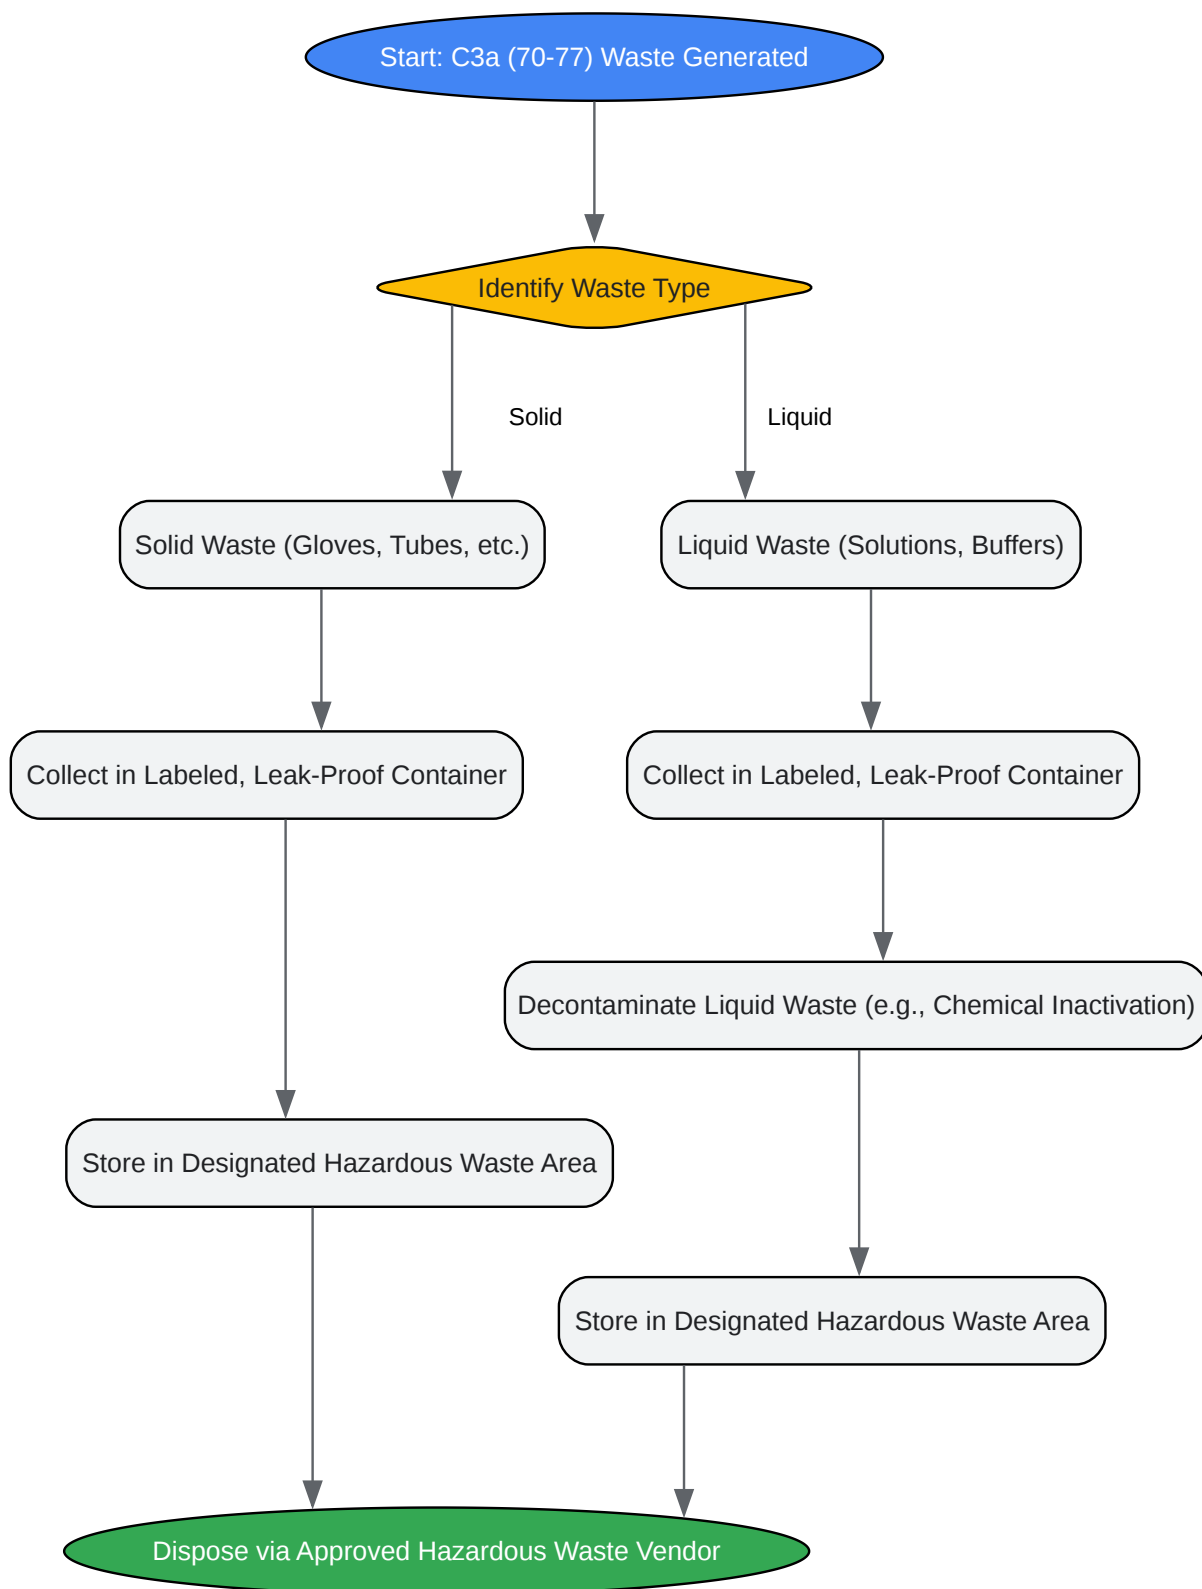 Start: C3a (70-77) Waste Generated
Identify Waste Type
Solid
Liquid
Solid Waste (Gloves, Tubes, etc.)
Liquid Waste (Solutions, Buffers)
Collect in Labeled, Leak-Proof Container
Collect in Labeled, Leak-Proof Container
Decontaminate Liquid Waste (e.g., Chemical Inactivation)
Store in Designated Hazardous Waste Area
Store in Designated Hazardous Waste Area
Dispose via Approved Hazardous Waste Vendor